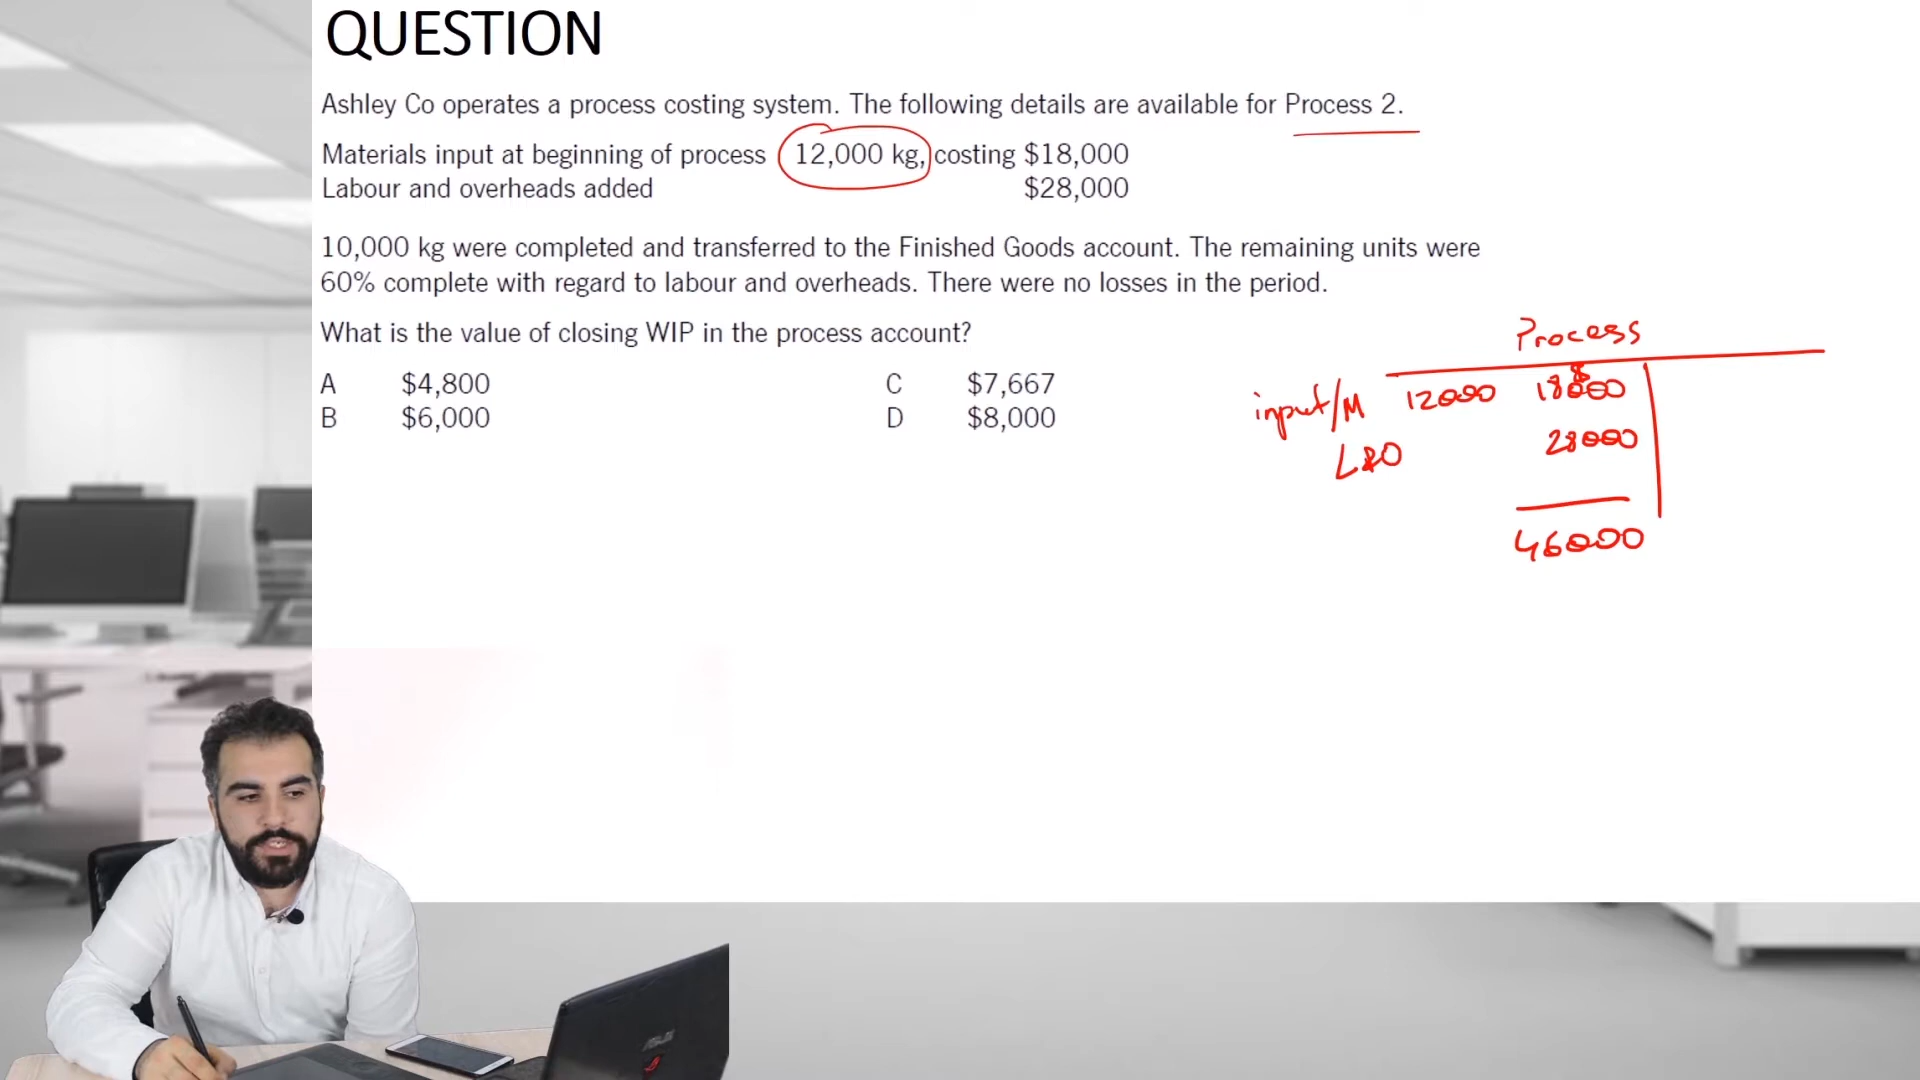 QUESTION
Ashley Co operates a process costing system. The following details are available for Process 2.
Materials input at beginning of process 12,000 kg, costing $18,000
Labour and overheads added $28,000
10,000 kg were completed and transferred to the Finished Goods account. The remaining units were
60% complete with regard to labour and overheads. There were no losses in the period.
What is the value of closing WIP in the process account?
A $4,800 C $7,667
B $6,000 D $8,000
Process
input/M 12000 18000
L&O 28000
46000
ASUS